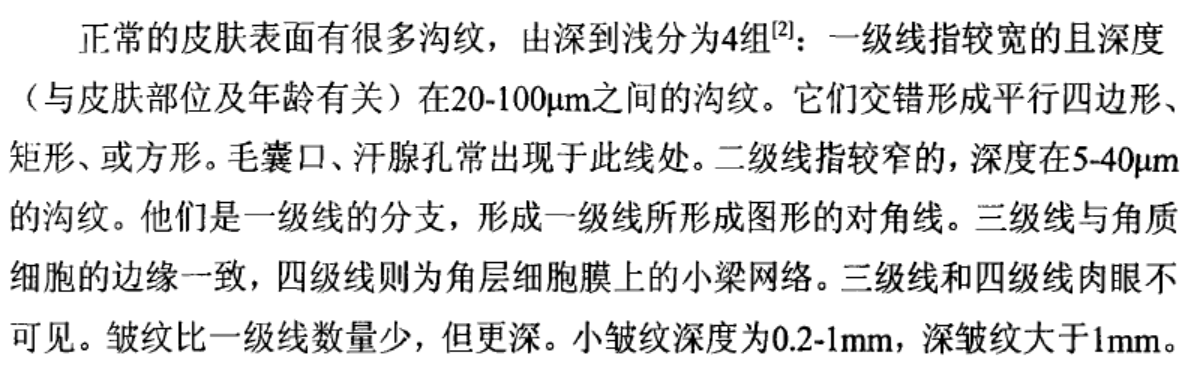 正常的皮肤表面有很多沟纹，由深到浅分为4组[2]：一级线指较宽的且深度
（与皮肤部位及年龄有关）在20-100μm之间的沟纹。它们交错形成平行四边形、
矩形、或方形。毛囊口、汗腺孔常出现于此线处。二级线指较窄的，深度在5-40μm
的沟纹。他们是一级线的分支，形成一级线所形成图形的对角线。三级线与角质
细胞的边缘一致，四级线则为角层细胞膜上的小梁网络。三级线和四级线肉眼不
可见。皱纹比一级线数量少，但更深。小皱纹深度为0.2-1mm，深皱纹大于1mm。